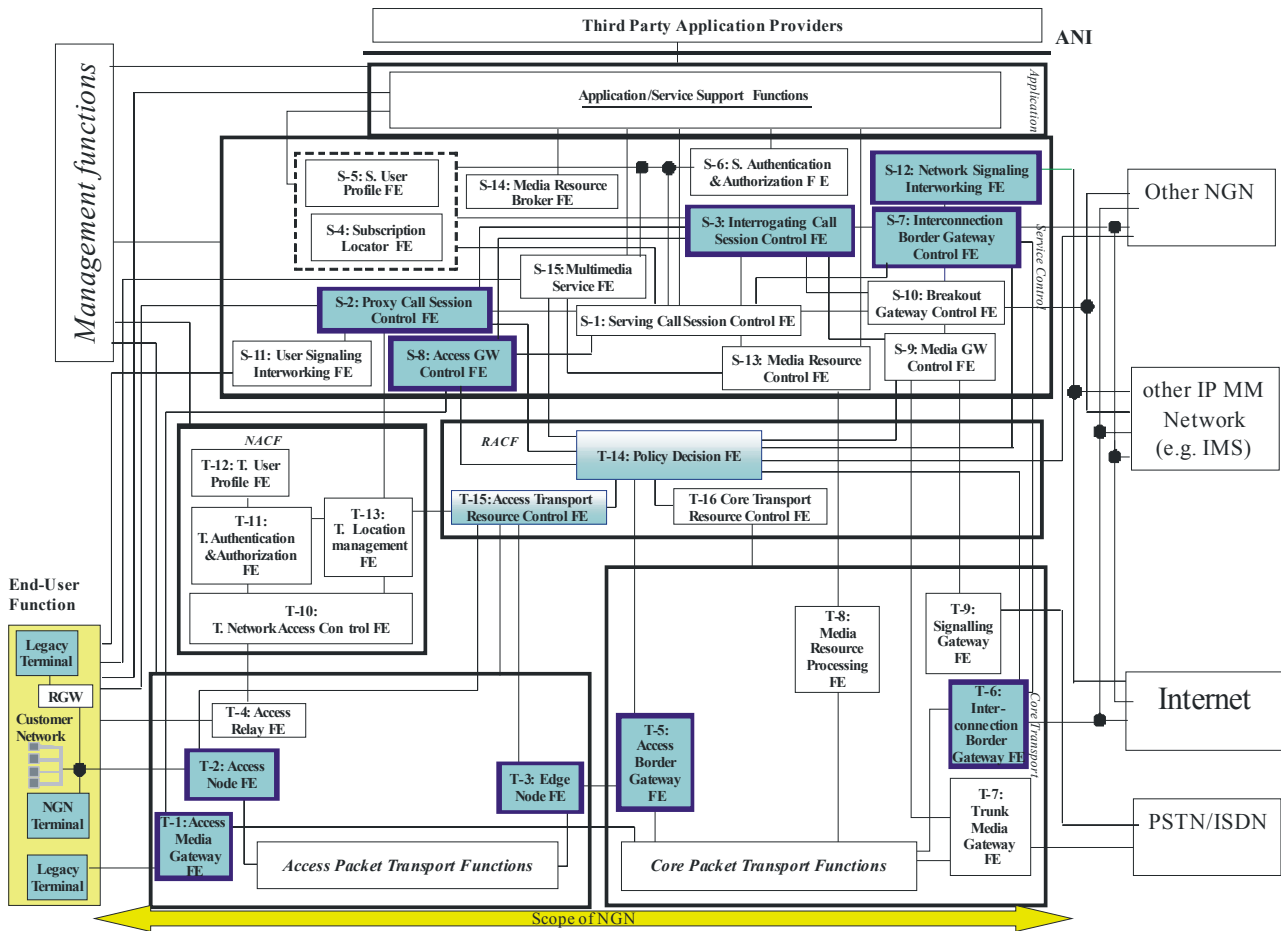 Third Party Application Providers
ANI
Management functions
Application/Service Support Functions
Application
S-5: S. User
Profile FE
S-4: Subscription
Locator FE
S-14: Media Resource
Broker FE
S-6: S. Authentication
&Authorization F E
S-12: Network Signaling
Interworking FE
S-3: Interrogating Call
Session Control FE
S-7: Interconnection
Border Gateway
Control FE
Service Control
S-15: Multimedia
Service FE
S-2: Proxy Call Session
Control FE
S-1: Serving Call Session Control FE
S-10: Breakout
Gateway Control FE
S-11: User Signaling
Interworking FE
S-8: Access GW
Control FE
S-13: Media Resource
Control FE
S-9: Media GW
Control FE
Other NGN
other IP MM
Network
(e.g. IMS)
Internet
PSTN/ISDN
NACF
T-12: T. User
Profile FE
T-11:
T. Authentication
&Authorization
FE
T-13:
T. Location
management
FE
T-10:
T. Network Access Control FE
RACF
T-14: Policy Decision FE
T-15: Access Transport
Resource Control FE
T-16 Core Transport
Resource Control FE
End-User
Function
Legacy
Terminal
RGW
Customer
Network
NGN
Terminal
Legacy
Terminal
T-4: Access
Relay FE
T-2: Access
Node FE
T-3: Edge
Node FE
T-1: Access
Media
Gateway
FE
Access Packet Transport Functions
T-5:
Access
Border
Gateway
FE
T-8:
Media
Resource
Processing
FE
T-9:
Signalling
Gateway
FE
T-6:
Inter-
connection
Border
Gateway FE
Core Transport
T-7:
Trunk
Media
Gateway
FE
Core Packet Transport Functions
Scope of NGN